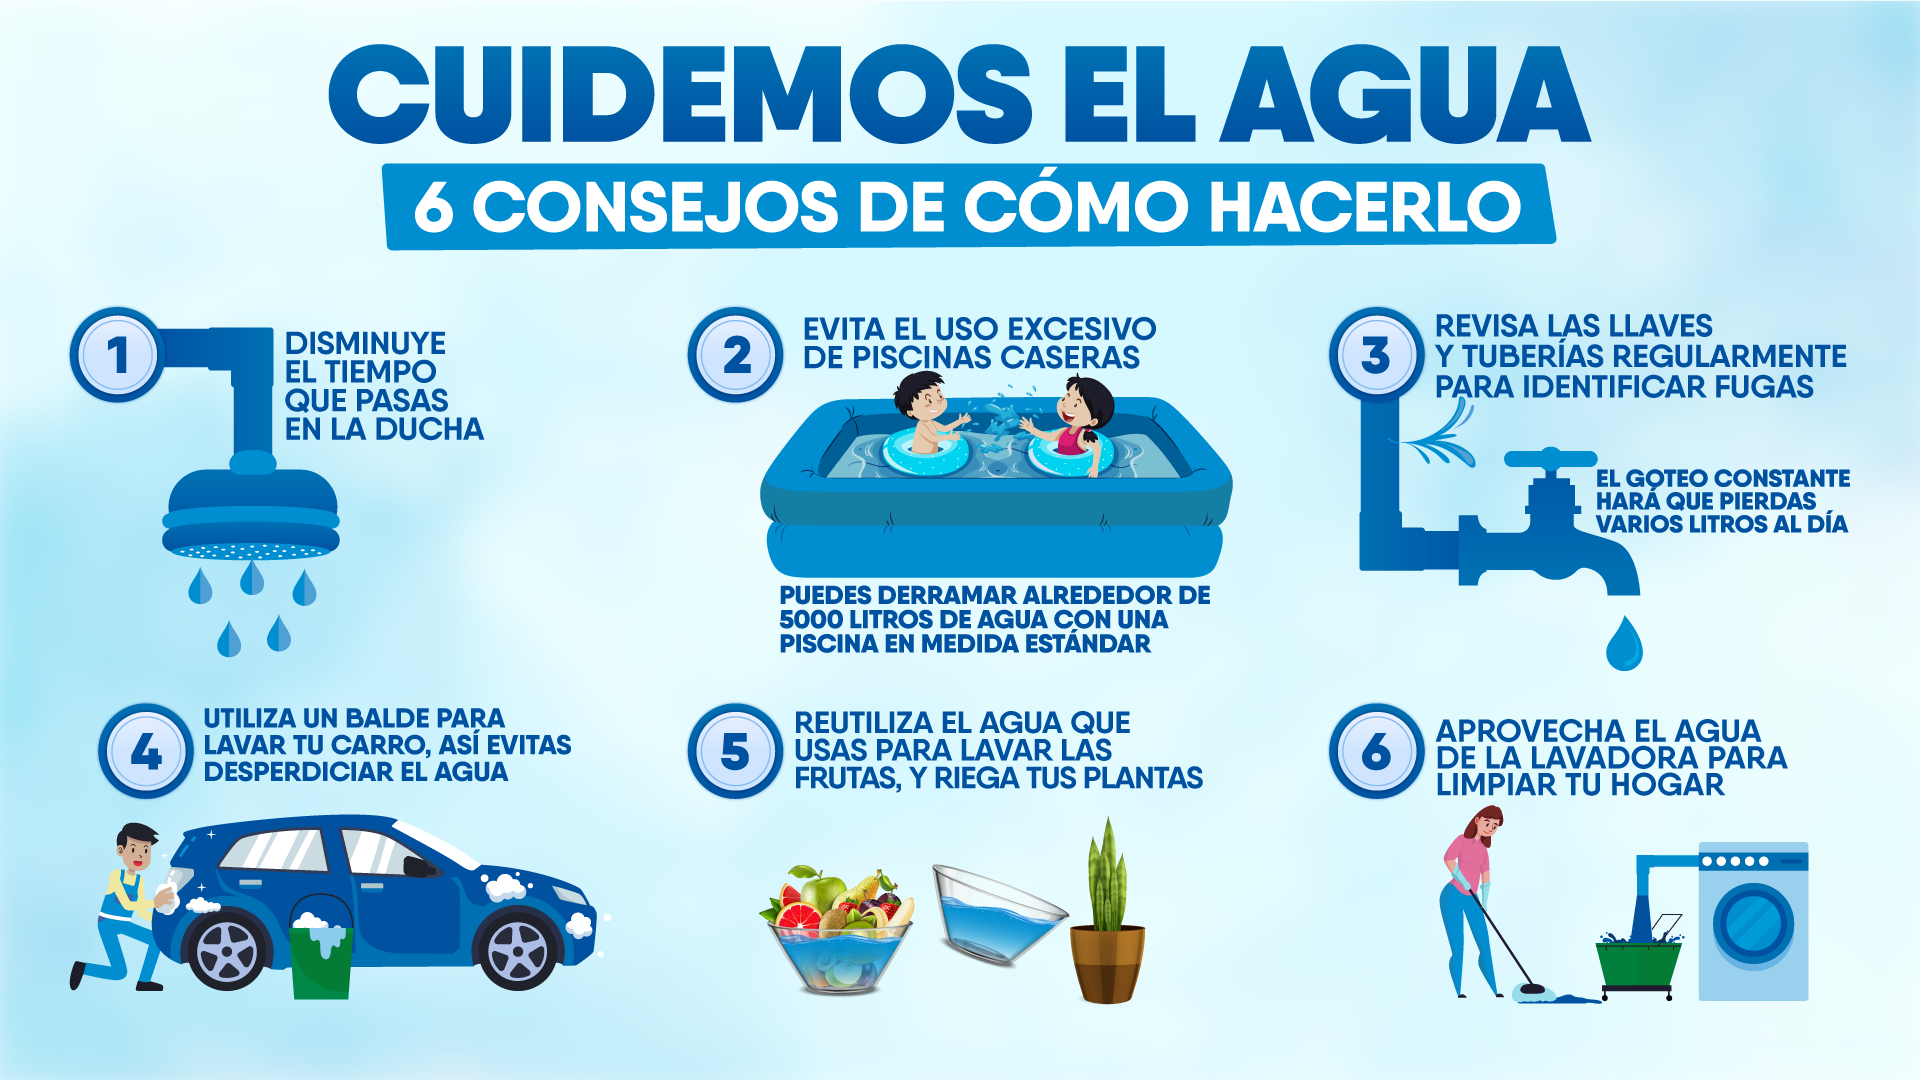 CUIDEMOS EL AGUA
6 CONSEJOS DE CÓMO HACERLO
1
DISMINUYE
EL TIEMPO
QUE PASAS
EN LA DUCHA
2
EVITA EL USO EXCESIVO
DE PISCINAS CASERAS
PUEDES DERRAMAR ALREDEDOR DE
5000 LITROS DE AGUA CON UNA
PISCINA EN MEDIDA ESTÁNDAR
3
REVISA LAS LLAVES
Y TUBERÍAS REGULARMENTE
PARA IDENTIFICAR FUGAS
EL GOTEO CONSTANTE
HARÁ QUE PIERDAS
VARIOS LITROS AL DÍA
4
UTILIZA UN BALDE PARA
LAVAR TU CARRO, ASÍ EVITAS
DESPERDICIAR EL AGUA
5
REUTILIZA EL AGUA QUE
USAS PARA LAVAR LAS
FRUTAS, Y RIEGA TUS PLANTAS
6
APROVECHA EL AGUA
DE LA LAVADORA PARA
LIMPIAR TU HOGAR